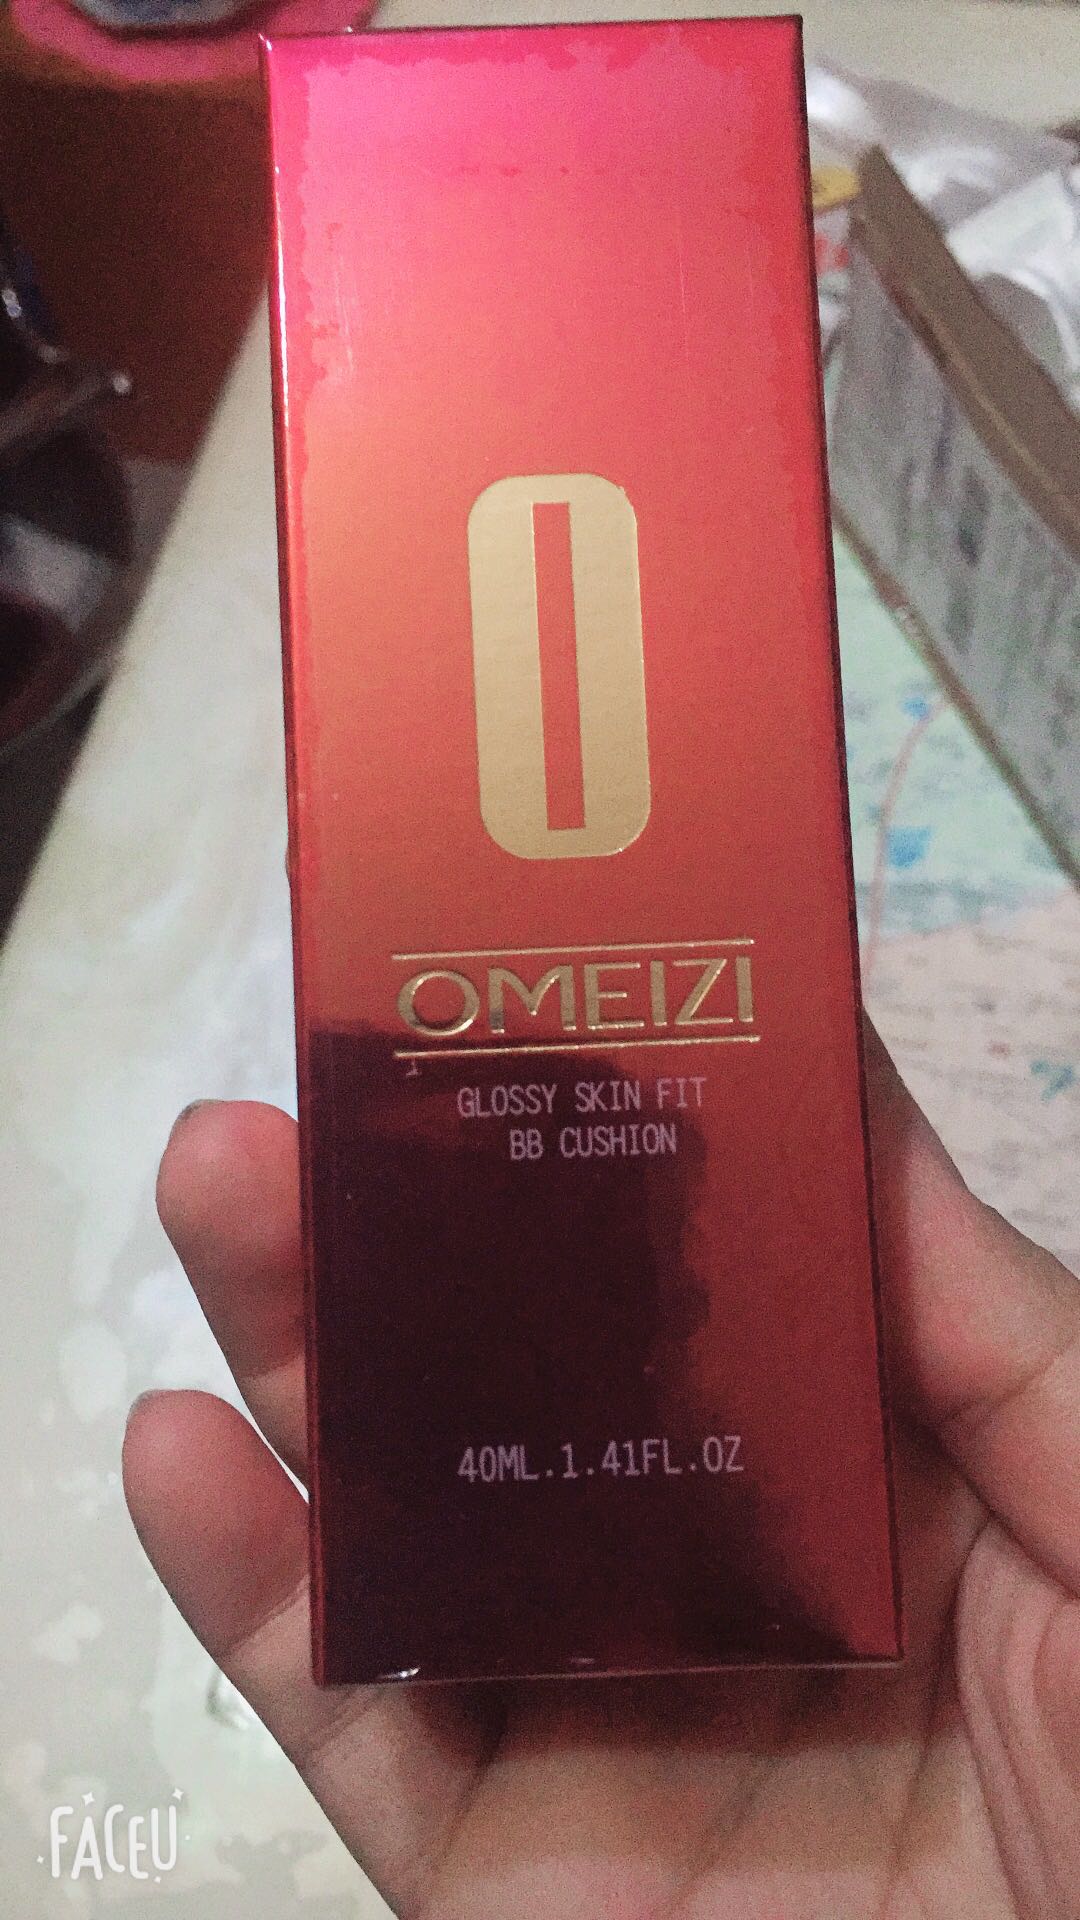 O
OMEIZI
GLOSSY SKIN FIT
BB CUSHION
40ML.1.41FL.OZ
FACEU